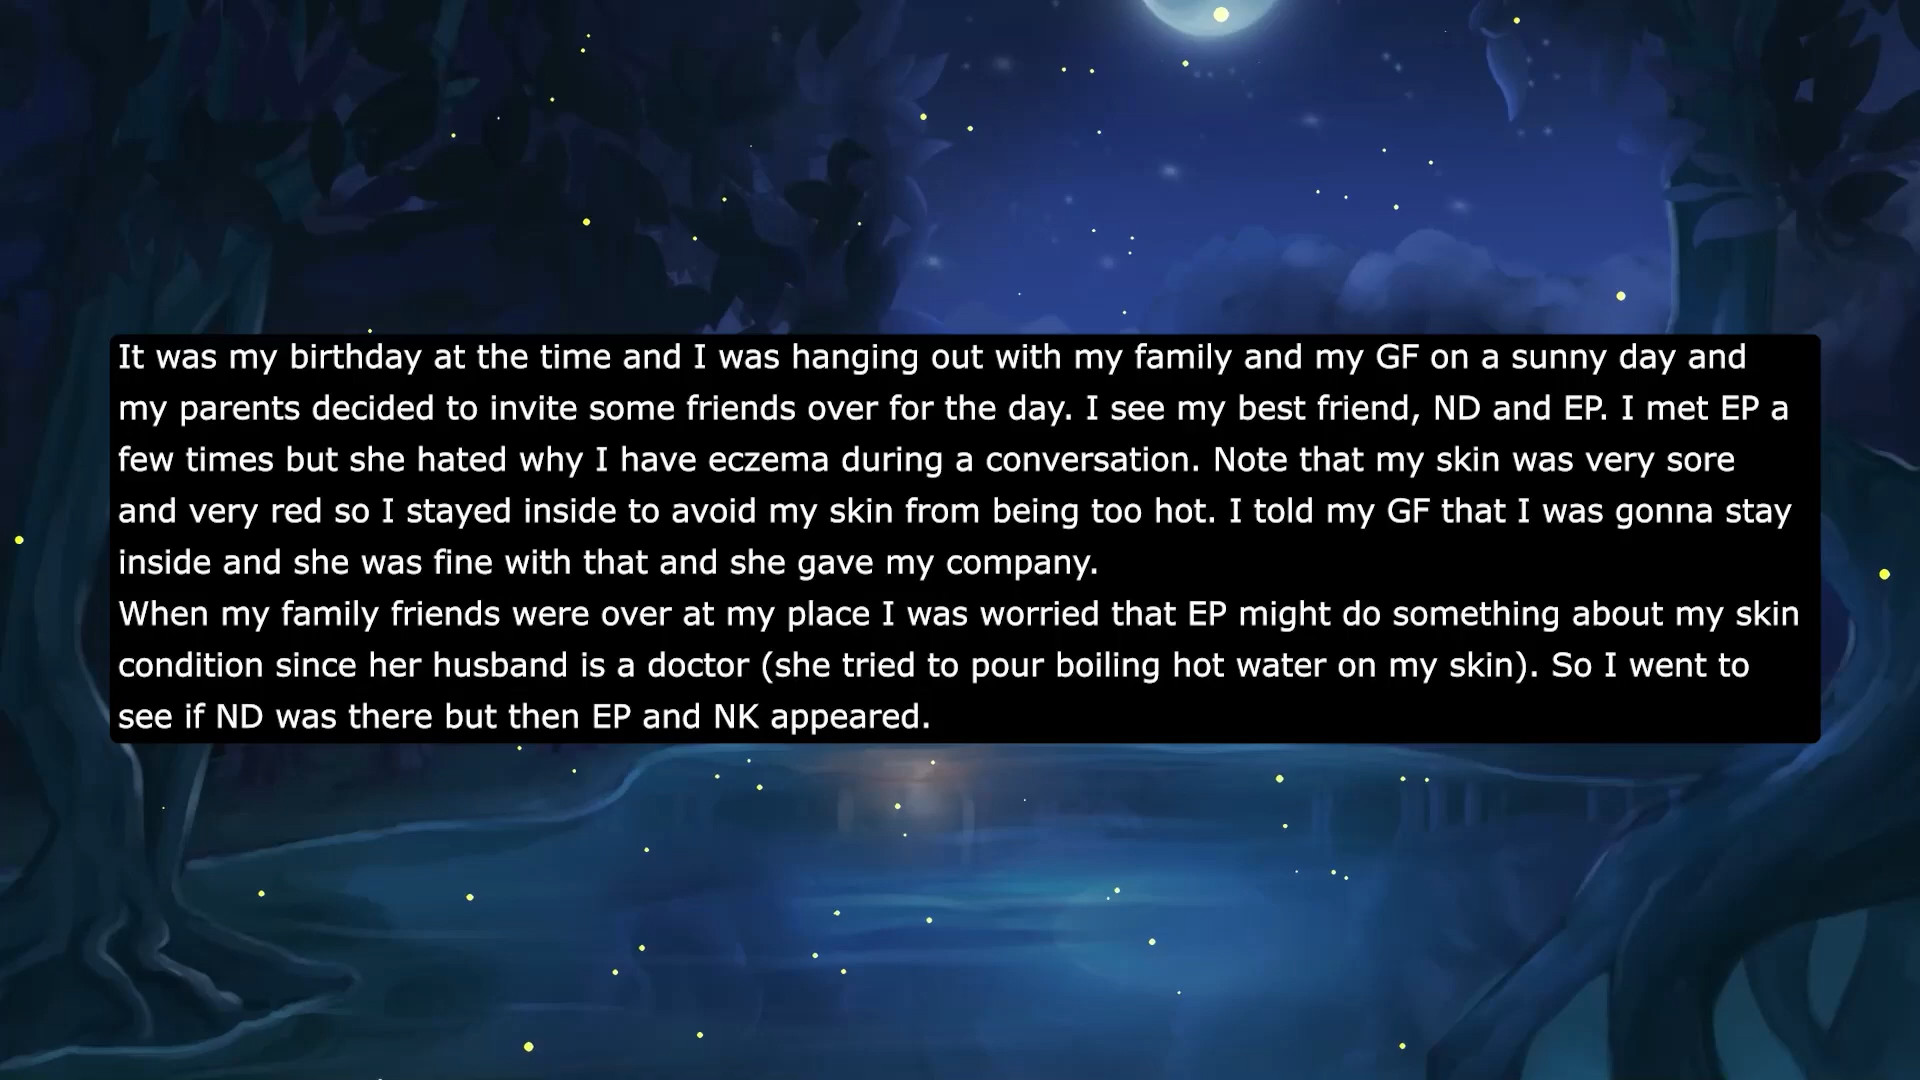 It was my birthday at the time and I was hanging out with my family and my GF on a sunny day and
my parents decided to invite some friends over for the day. I see my best friend, ND and EP. I met EP a
few times but she hated why I have eczema during a conversation. Note that my skin was very sore
and very red so I stayed inside to avoid my skin from being too hot. I told my GF that I was gonna stay
inside and she was fine with that and she gave my company.
When my family friends were over at my place I was worried that EP might do something about my skin
condition since her husband is a doctor (she tried to pour boiling hot water on my skin). So I went to
see if ND was there but then EP and NK appeared.